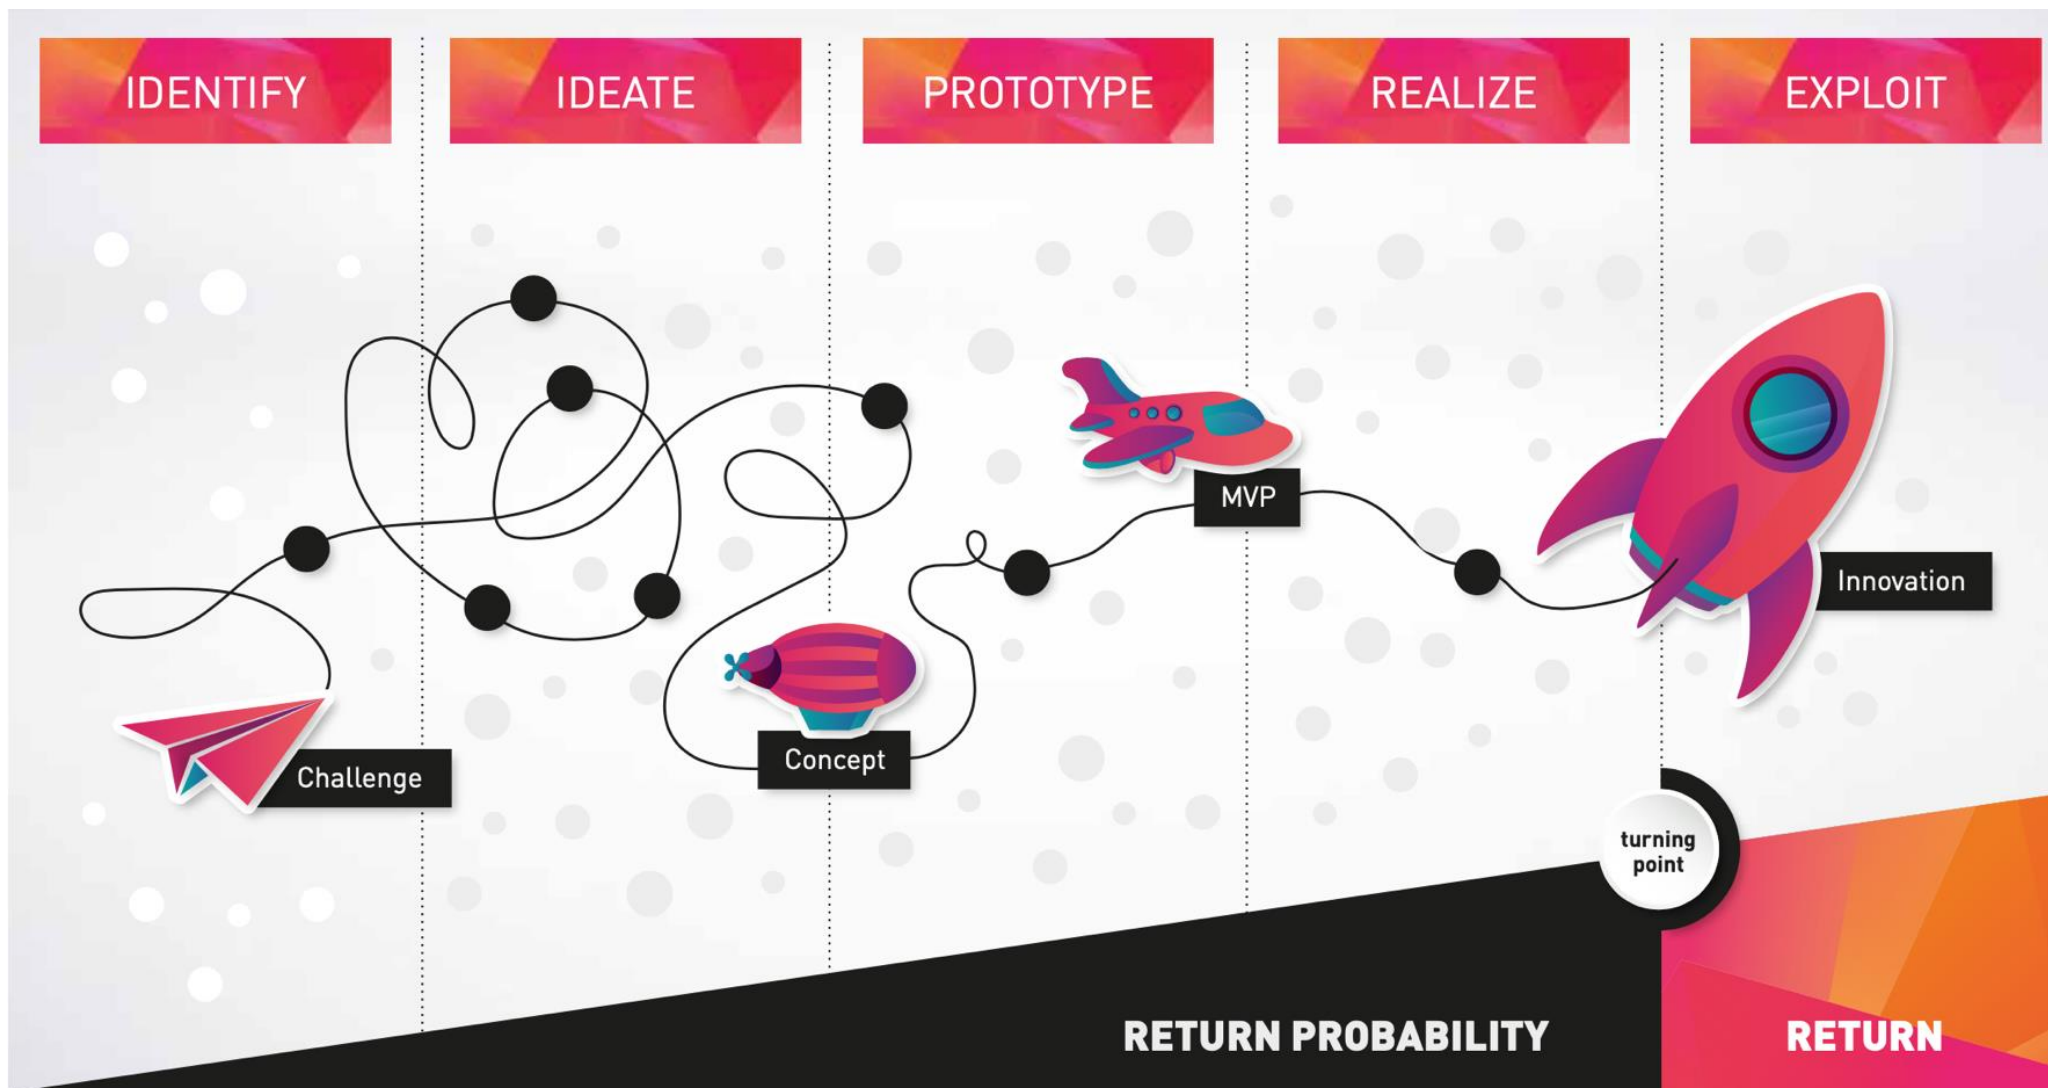 IDENTIFY
IDEATE
PROTOTYPE
REALIZE
EXPLOIT
MVP
Innovation
Concept
Challenge
turning
point
RETURN PROBABILITY
RETURN